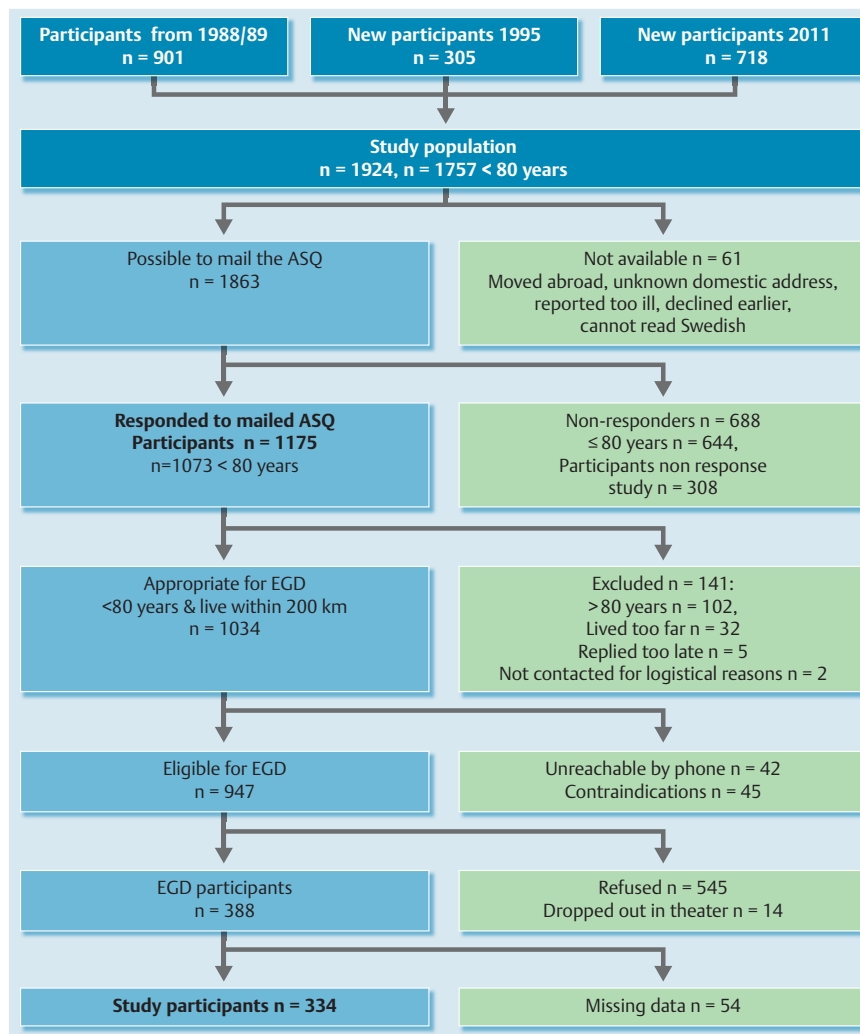 Participants from 1988/89
n = 901
New participants 1995
n = 305
New participants 2011
n = 718
Study population
n = 1924, n = 1757 < 80 years
Possible to mail the ASQ
n = 1863
Not available n = 61
Moved abroad, unknown domestic address,
reported too ill, declined earlier,
cannot read Swedish
Responded to mailed ASQ
Participants n = 1175
n=1073 < 80 years
Non-responders n = 688
≤ 80 years n = 644,
Participants non response
study n = 308
Appropriate for EGD
<80 years & live within 200 km
n = 1034
Excluded n = 141:
> 80 years n = 102,
Lived too far n = 32
Replied too late n = 5
Not contacted for logistical reasons n = 2
Eligible for EGD
n = 947
Unreachable by phone n = 42
Contraindications n = 45
EGD participants
n = 388
Refused n = 545
Dropped out in theater n = 14
Study participants n = 334
Missing data n = 54